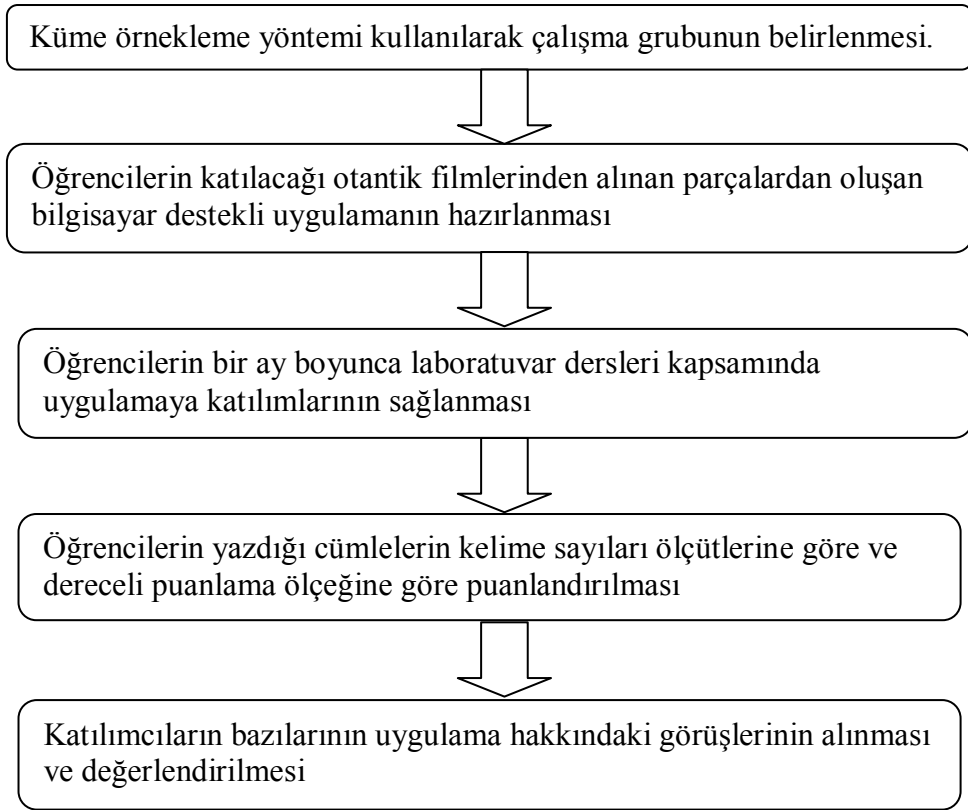 Küme örnekleme yöntemi kullanılarak çalışma grubunun belirlenmesi.
Öğrencilerin katılacağı otantik filmlerinden alınan parçalardan oluşan
bilgisayar destekli uygulamanın hazırlanması
Öğrencilerin bir ay boyunca laboratuvar dersleri kapsamında
uygulamaya katılımlarının sağlanması
Öğrencilerin yazdığı cümlelerin kelime sayıları ölçütlerine göre ve
dereceli puanlama ölçeğine göre puanlandırılması
Katılımcıların bazılarının uygulama hakkındaki görüşlerinin alınması
ve değerlendirilmesi